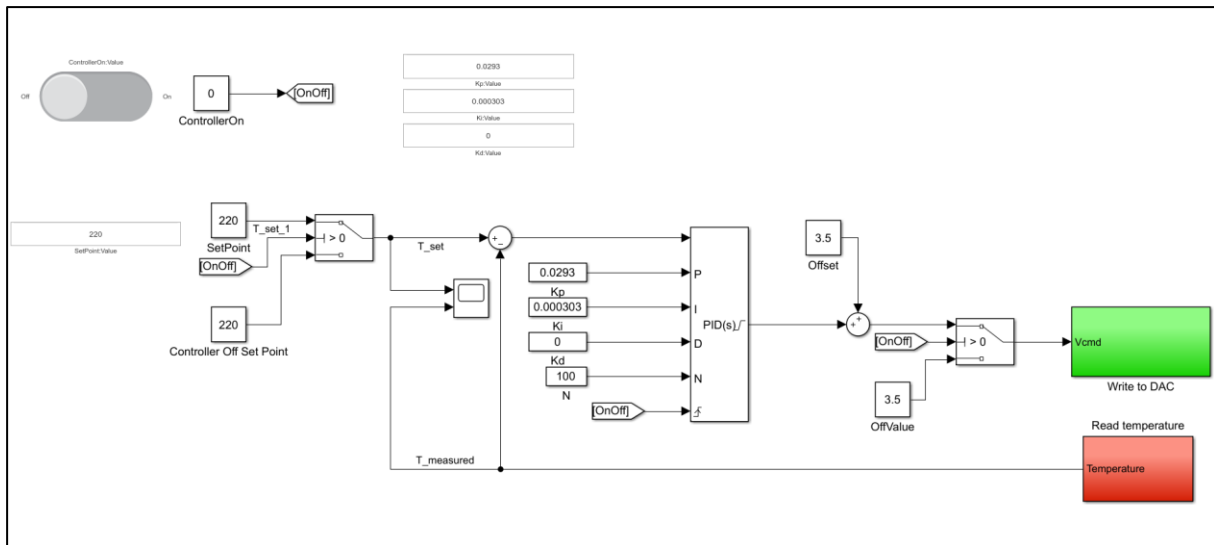 ControllerOn:Value
Off
On
0
ControllerOn
[OnOff]
0.0293
Kp:Value
0.000303
Ki:Value
0
Kd:Value
220
SetPoint:Value
220
T_set_1
SetPoint
[OnOff]
> 0
220
Controller Off Set Point
T_set
+
−
0.0293
Kp
0.000303
Ki
0
Kd
100
N
[OnOff]
P
I
D
N
PID(s)
3.5
Offset
+
+
[OnOff]
> 0
3.5
OffValue
Vcmd
Write to DAC
Read temperature
Temperature
T_measured